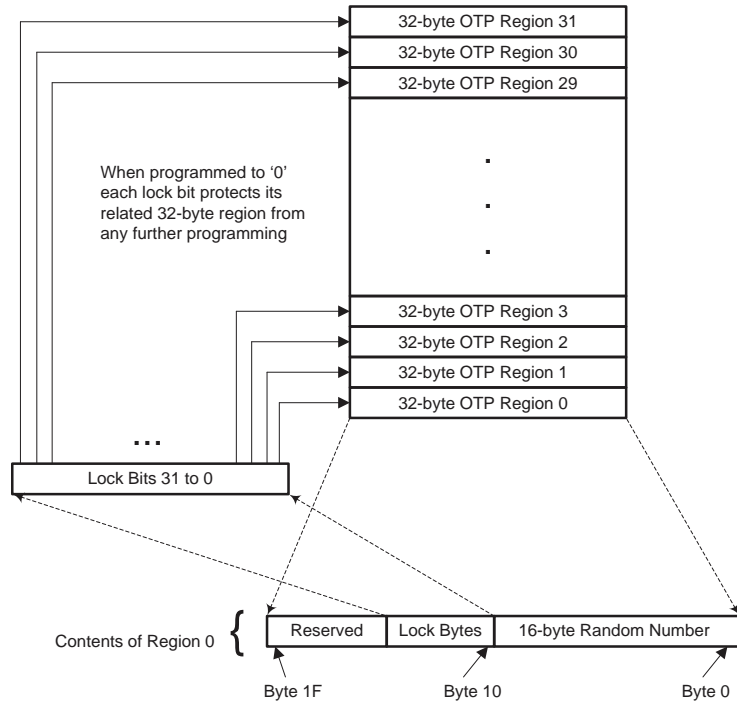 32-byte OTP Region 31
32-byte OTP Region 30
32-byte OTP Region 29
.
.
.
When programmed to ‘0’
each lock bit protects its
related 32-byte region from
any further programming
32-byte OTP Region 3
32-byte OTP Region 2
32-byte OTP Region 1
32-byte OTP Region 0
...
Lock Bits 31 to 0
Contents of Region 0 {
Reserved
Lock Bytes
16-byte Random Number
Byte 1F
Byte 10
Byte 0